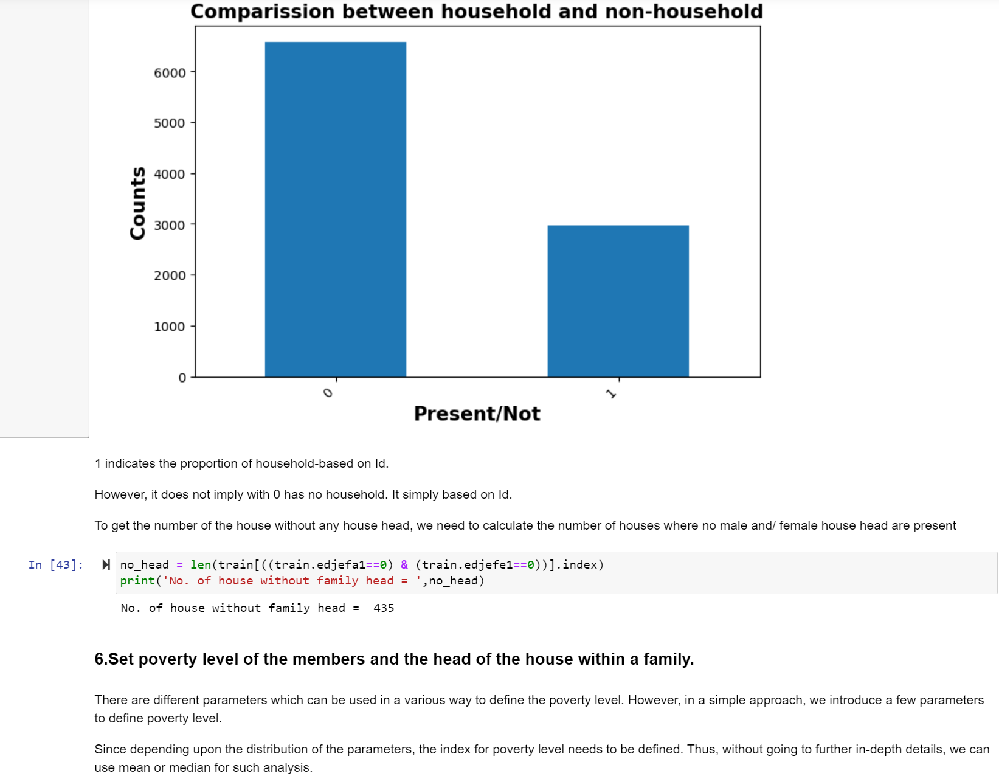 Comparission between household and non-household
6000
5000
4000
3000
2000
1000
0
Counts
0
1
Present/Not
1 indicates the proportion of household-based on Id.
However, it does not imply with 0 has no household. It simply based on Id.
To get the number of the house without any house head, we need to calculate the number of houses where no male and/ female house head are present
In [43]:
no_head = len(train[((train.edjefa1==0) & (train.edjefe1==0))].index)
print('No. of house without family head = ',no_head)
No. of house without family head =  435
6.Set poverty level of the members and the head of the house within a family.
There are different parameters which can be used in a various way to define the poverty level. However, in a simple approach, we introduce a few parameters
to define poverty level.
Since depending upon the distribution of the parameters, the index for poverty level needs to be defined. Thus, without going to further in-depth details, we can
use mean or median for such analysis.